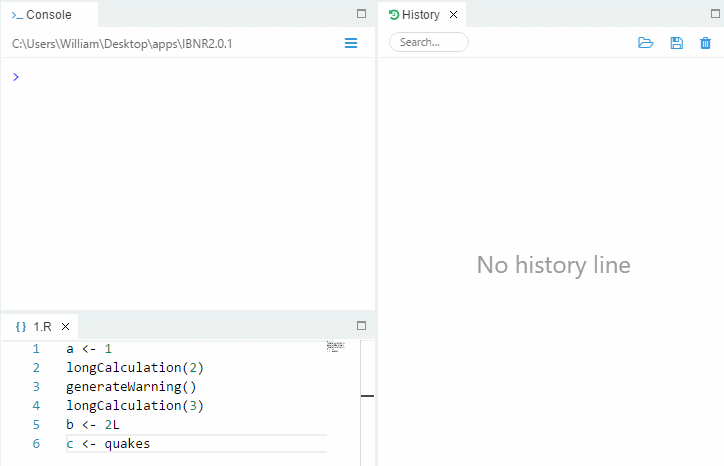 >_ Console
C:\Users\William\Desktop\apps\IBNR2.0.1
>
{} 1.R
1 a <- 1
2 longCalculation(2)
3 generateWarning()
4 longCalculation(3)
5 b <- 2L
6 c <- quakes
History
Search...
No history line